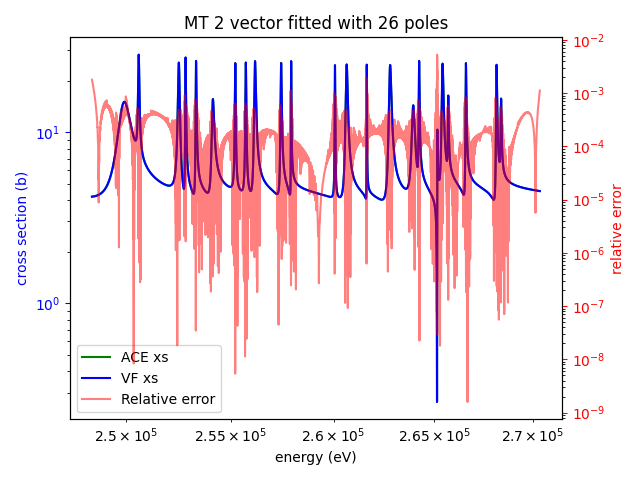 MT 2 vector fitted with 26 poles
cross section (b)
10¹
10⁰
10⁻²
10⁻³
10⁻⁴
10⁻⁵
10⁻⁶
10⁻⁷
10⁻⁸
10⁻⁹
relative error
ACE xs
VF xs
Relative error
2.5 × 10⁵ 2.55 × 10⁵ 2.6 × 10⁵ 2.65 × 10⁵ 2.7 × 10⁵
energy (eV)